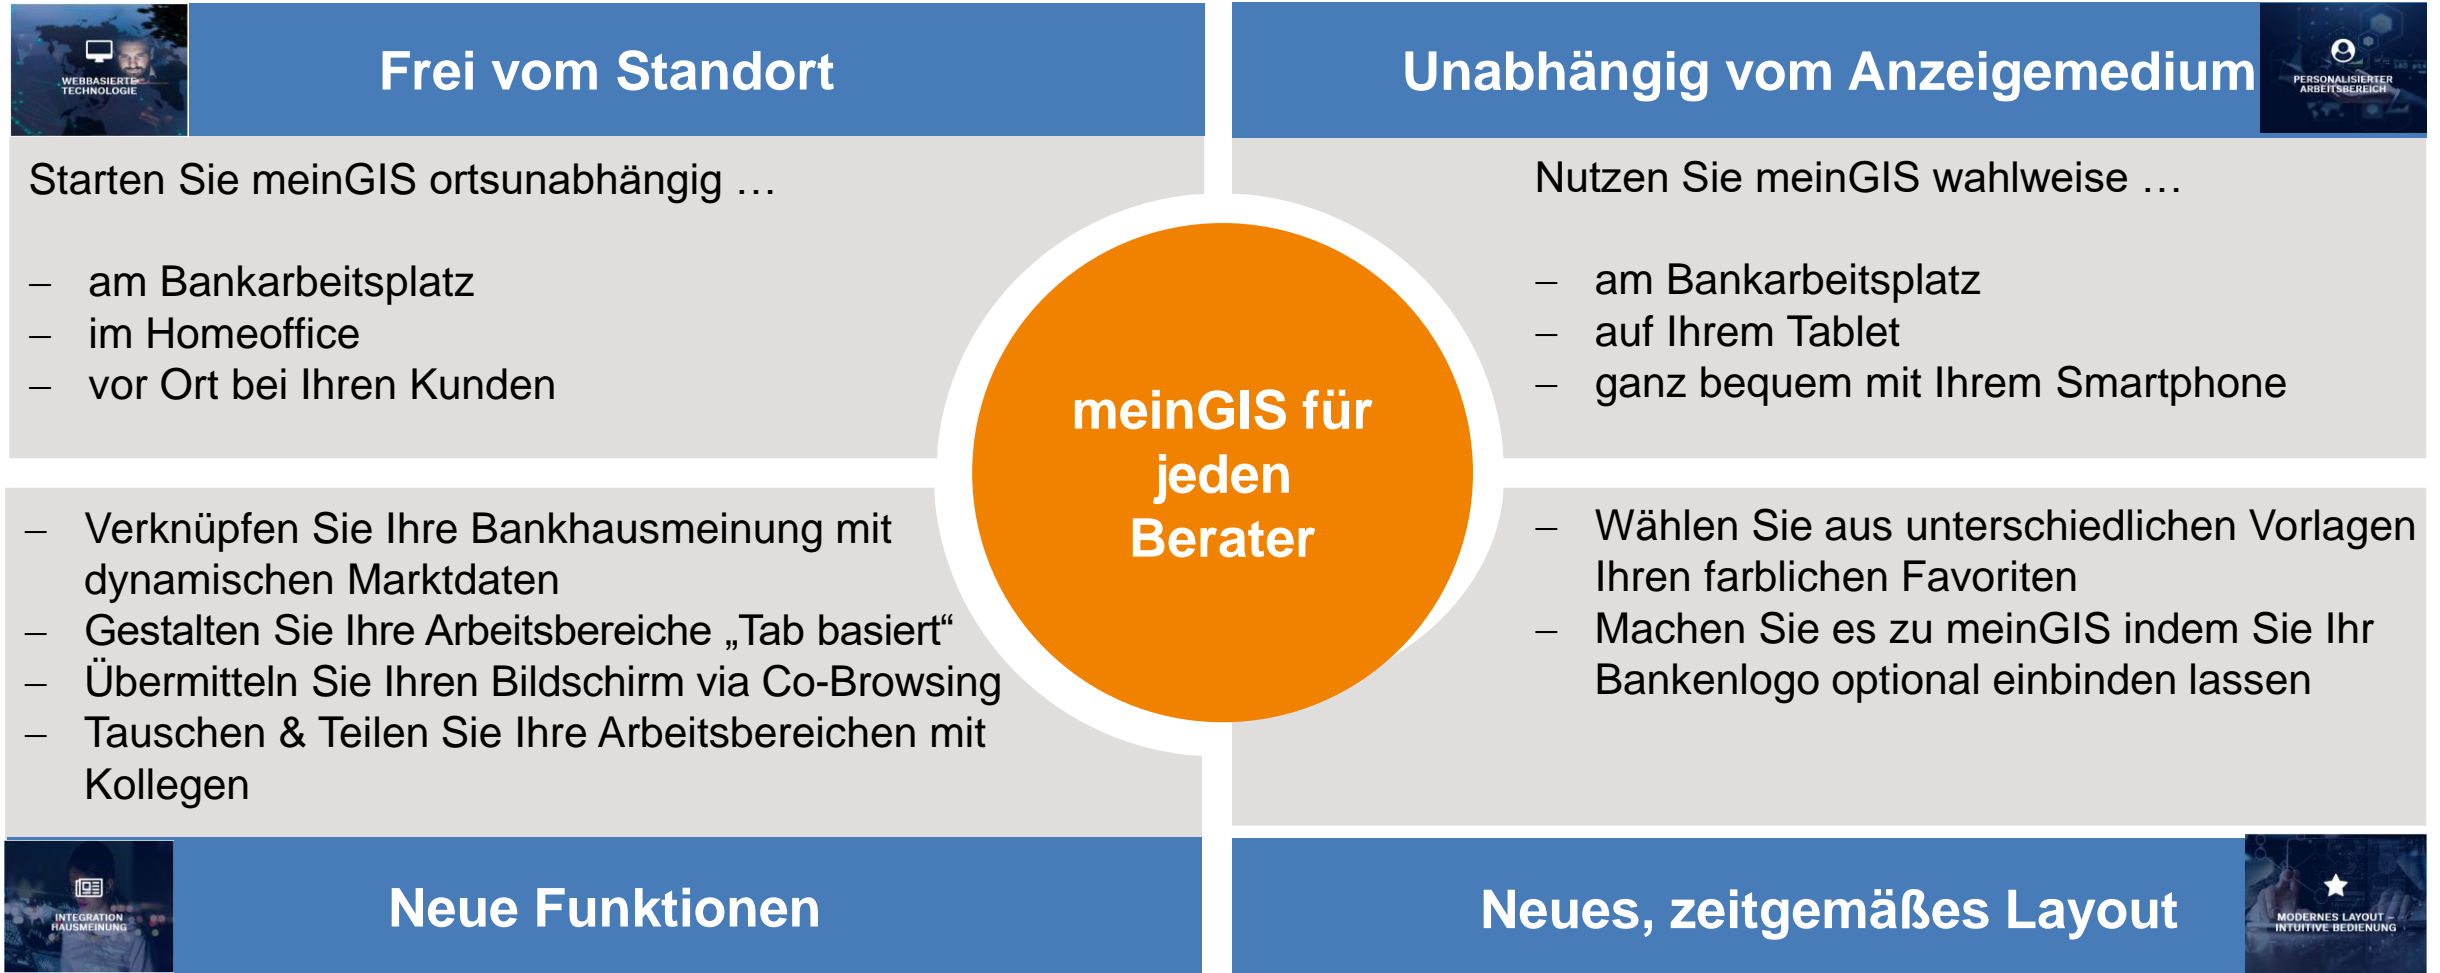 WEBBASIERTE
TECHNOLOGIE
Frei vom Standort
Starten Sie meinGIS ortsunabhängig …
– am Bankarbeitsplatz
– im Homeoffice
– vor Ort bei Ihren Kunden
Unabhängig vom Anzeigemedium
PERSONALISIERTER
ARBEITSBEREICH
Nutzen Sie meinGIS wahlweise …
– am Bankarbeitsplatz
– auf Ihrem Tablet
– ganz bequem mit Ihrem Smartphone
meinGIS für
jeden
Berater
– Verknüpfen Sie Ihre Bankhausmeinung mit
dynamischen Marktdaten
– Gestalten Sie Ihre Arbeitsbereiche „Tab basiert“
– Übermitteln Sie Ihren Bildschirm via Co-Browsing
– Tauschen & Teilen Sie Ihre Arbeitsbereichen mit
Kollegen
INTEGRATION
HAUSMEINUNG
Neue Funktionen
– Wählen Sie aus unterschiedlichen Vorlagen
Ihren farblichen Favoriten
– Machen Sie es zu meinGIS indem Sie Ihr
Bankenlogo optional einbinden lassen
Neues, zeitgemäßes Layout
MODERNES LAYOUT –
INTUITIVE BEDIENUNG